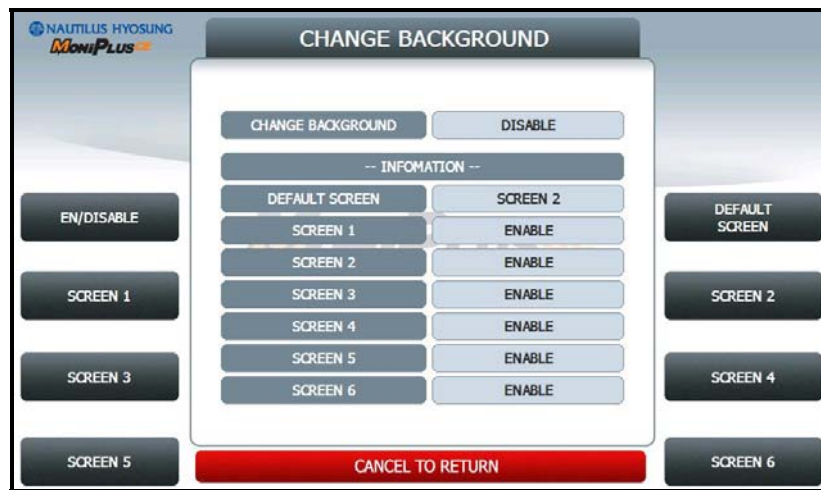 NAUTILUS HYOSUNG
MoniPlus CE
CHANGE BACKGROUND
CHANGE BACKGROUND DISABLE
-- INFOMATION --
DEFAULT SCREEN SCREEN 2
SCREEN 1 ENABLE
SCREEN 2 ENABLE
SCREEN 3 ENABLE
SCREEN 4 ENABLE
SCREEN 5 ENABLE
SCREEN 6 ENABLE
EN/DISABLE
DEFAULT
SCREEN
SCREEN 1
SCREEN 2
SCREEN 3
SCREEN 4
SCREEN 5
CANCEL TO RETURN
SCREEN 6